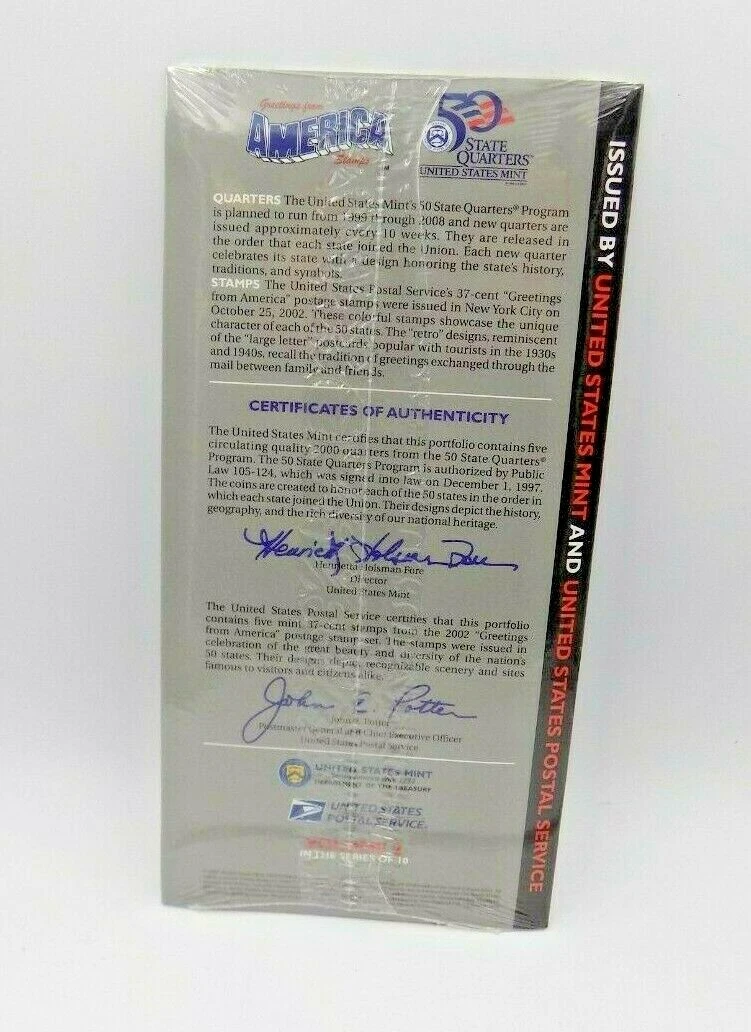 Greetings from
AMERICA
Stamps
50
STATE
QUARTERS™
UNITED STATES MINT
QUARTERS The United States Mint's 50 State Quarters® Program
is planned to run from 1999 through 2008 and new quarters are
issued approximately every 10 weeks. They are released in
the order that each state joined the Union. Each new quarter
celebrates its state with a design honoring the state's history,
traditions, and symbols.
STAMPS The United States Postal Service's 37-cent "Greetings
from America" postage stamps were issued in New York City on
October 25, 2002. These colorful stamps showcase the unique
character of each of the 50 states. The "retro" designs, reminiscent
of the "large letter" postcards popular with tourists in the 1930s
and 1940s, recall the tradition of greetings exchanged through the
mail between family and friends.
CERTIFICATES OF AUTHENTICITY
The United States Mint certifies that this portfolio contains five
circulating quality 2000 quarters from the 50 State Quarters®
Program. The 50 State Quarters Program is authorized by Public
Law 105-124, which was signed into law on December 1, 1997.
The coins are created to honor each of the 50 states in the order in
which each state joined the Union. Their designs depict the history,
geography, and the rich diversity of our national heritage.
Henrietta Holsman Fore
Henrietta Holsman Fore
Director
United States Mint
The United States Postal Service certifies that this portfolio
contains five mint 37-cent stamps from the 2002 "Greetings
from America" postage stamp set. The stamps were issued in
celebration of the great beauty and diversity of the nation's
50 states. Their designs depict recognizable scenery and sites
famous to visitors and citizens alike.
John E. Potter
John E. Potter
Postmaster General and Chief Executive Officer
United States Postal Service
UNITED STATES MINT
DEPARTMENT OF THE TREASURY
UNITED STATES
POSTAL SERVICE®
VOLUME 2
IN THE SERIES OF 10
ISSUED BY UNITED STATES MINT AND UNITED STATES POSTAL SERVICE